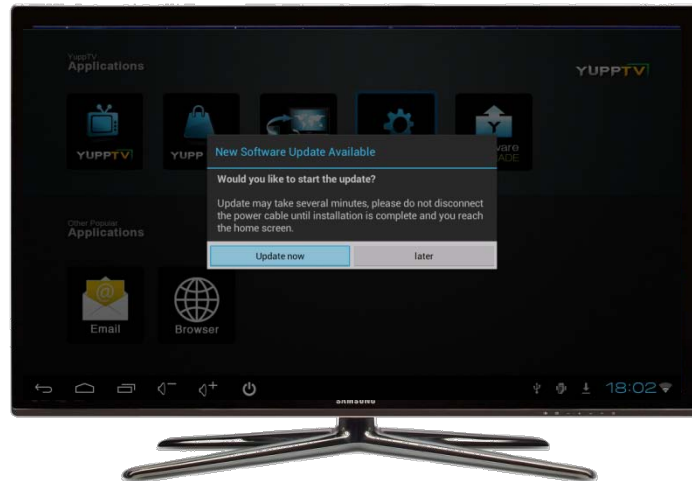 YuppTV
Applications
YUPPTV
YUPPTV
YUPP
ware
ADE
New Software Update Available
Would you like to start the update?
Update may take several minutes, please do not disconnect
the power cable until installation is complete and you reach
the home screen.
Update now
later
Other Popular
Applications
@
Email
Browser
18:02
SAMSUNG